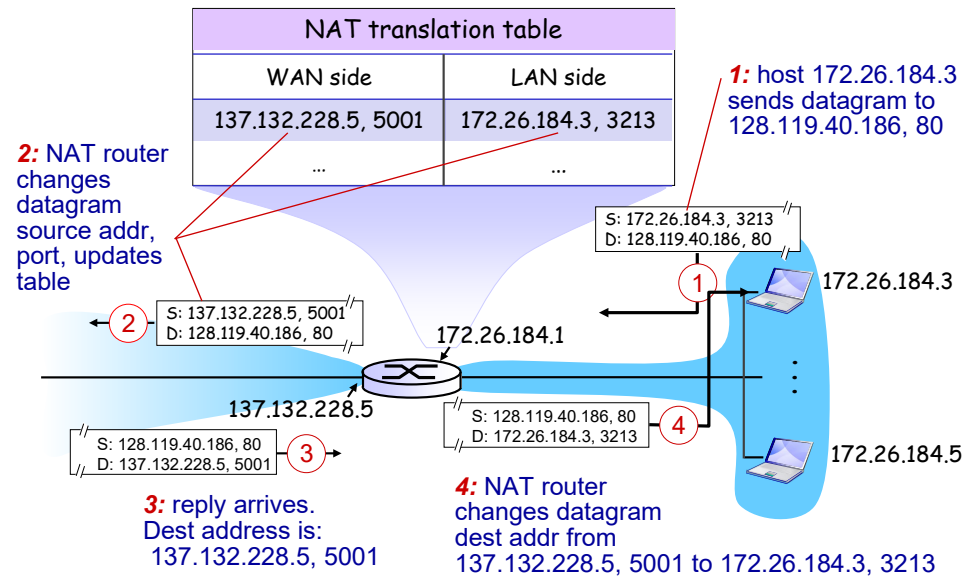 NAT translation table
WAN side
LAN side
137.132.228.5, 5001
172.26.184.3, 3213
...
...
1: host 172.26.184.3
sends datagram to
128.119.40.186, 80
2: NAT router
changes
datagram
source addr,
port, updates
table
S: 172.26.184.3, 3213
D: 128.119.40.186, 80
1
172.26.184.3
S: 137.132.228.5, 5001
D: 128.119.40.186, 80
2
172.26.184.1
137.132.228.5
S: 128.119.40.186, 80
D: 137.132.228.5, 5001
3
S: 128.119.40.186, 80
D: 172.26.184.3, 3213
4
172.26.184.5
3: reply arrives.
Dest address is:
137.132.228.5, 5001
4: NAT router
changes datagram
dest addr from
137.132.228.5, 5001 to 172.26.184.3, 3213